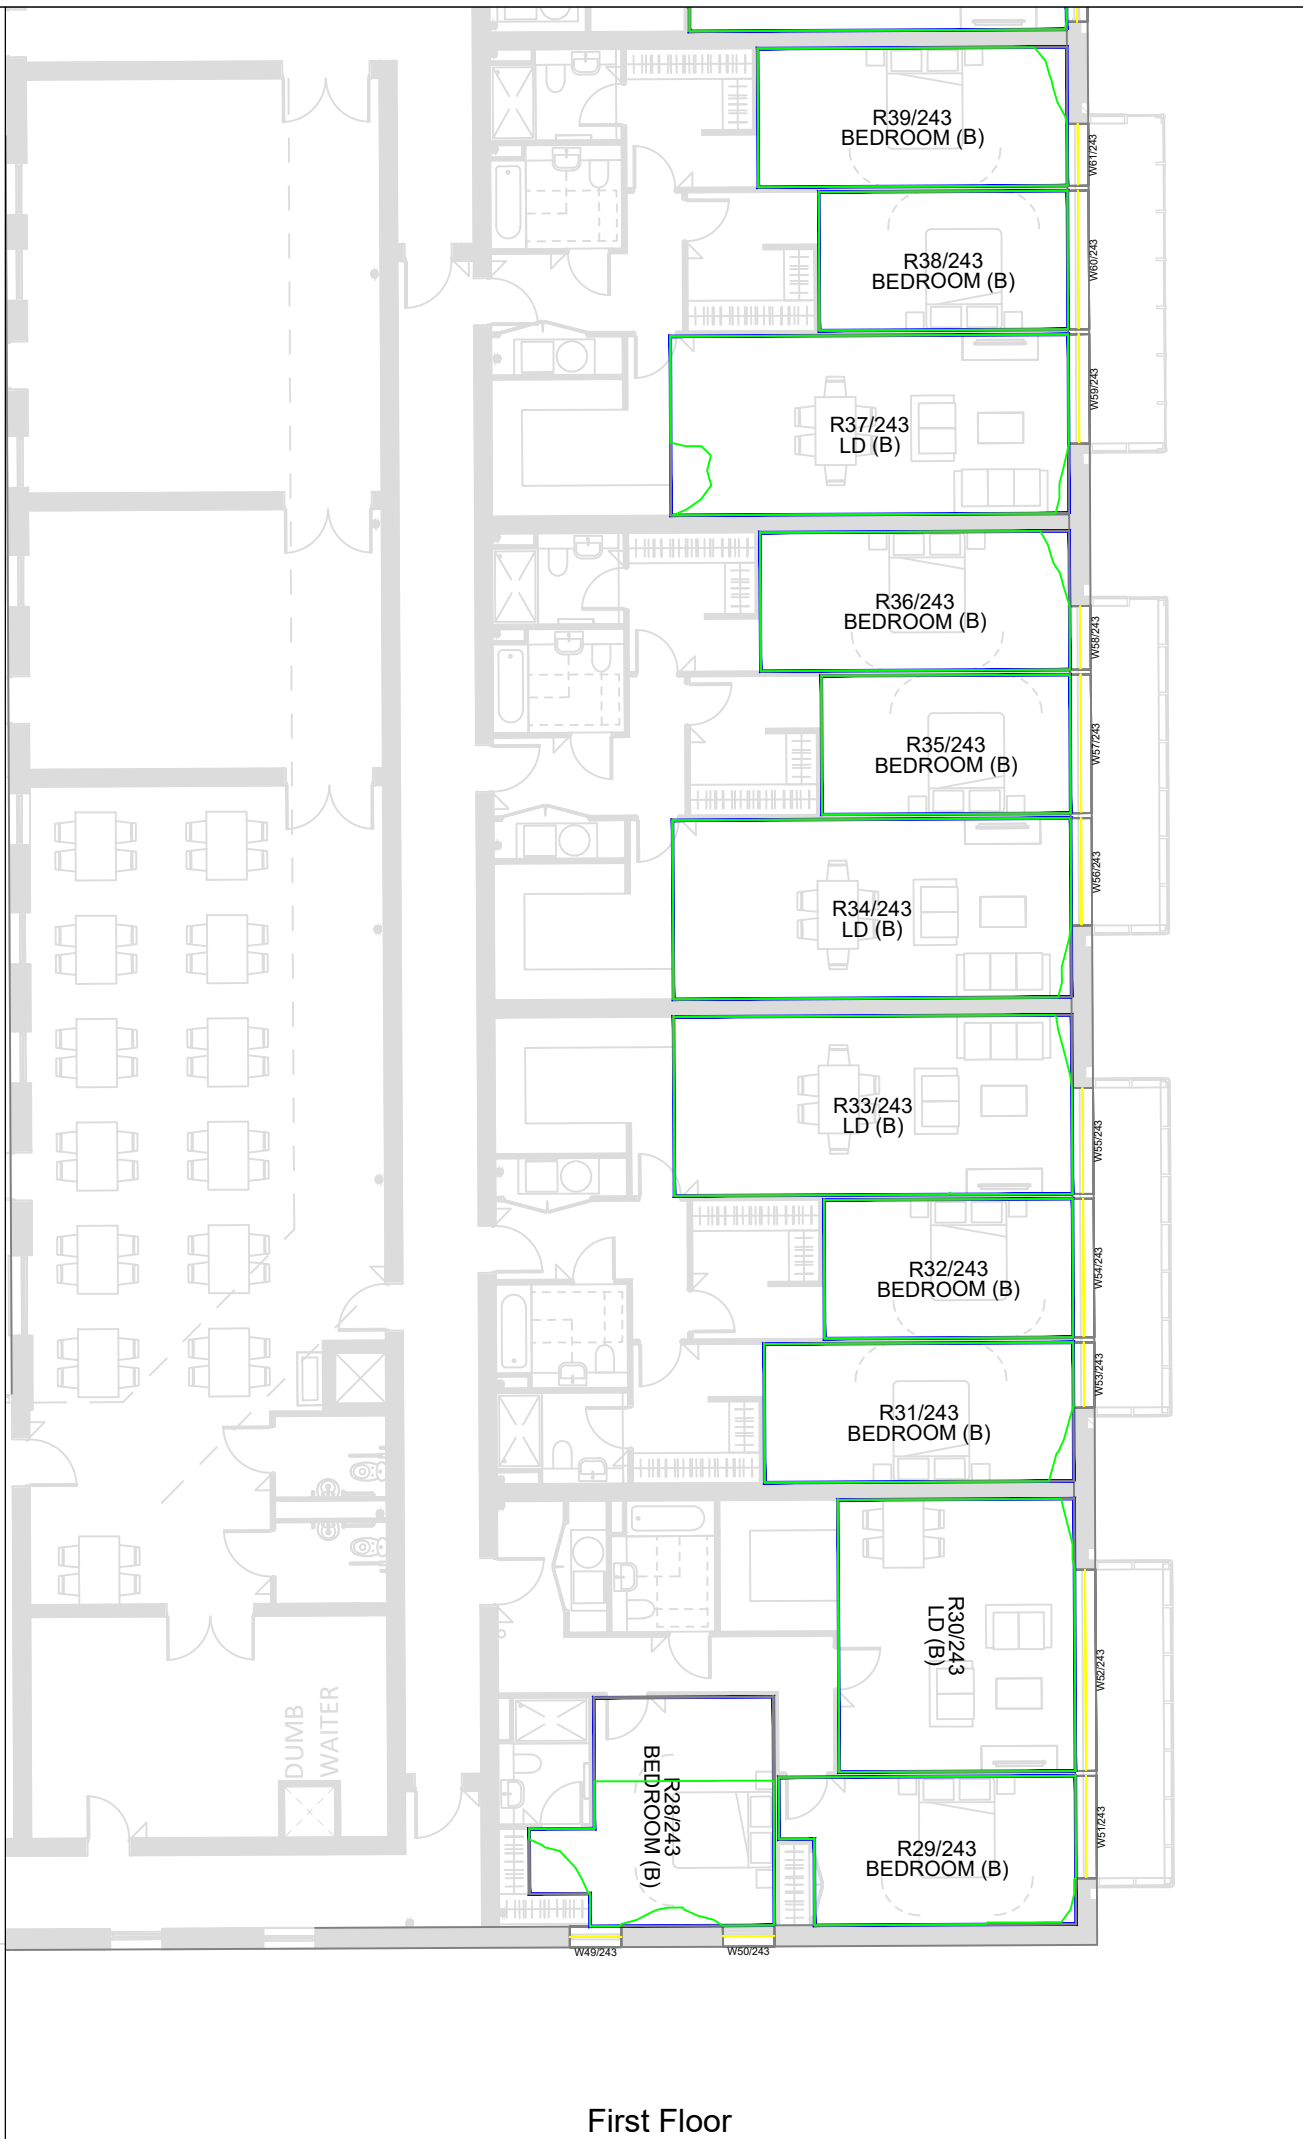 R39/243
BEDROOM (B)
W61/243
R38/243
BEDROOM (B)
W60/243
R37/243
LD (B)
W59/243
R36/243
BEDROOM (B)
W58/243
R35/243
BEDROOM (B)
W57/243
R34/243
LD (B)
W56/243
R33/243
LD (B)
W55/243
R32/243
BEDROOM (B)
W54/243
R31/243
BEDROOM (B)
W53/243
R30/243
LD (B)
W52/243
DUMB
WAITER
R28/243
BEDROOM (B)
R29/243
BEDROOM (B)
W51/243
W49/243
W50/243
First Floor